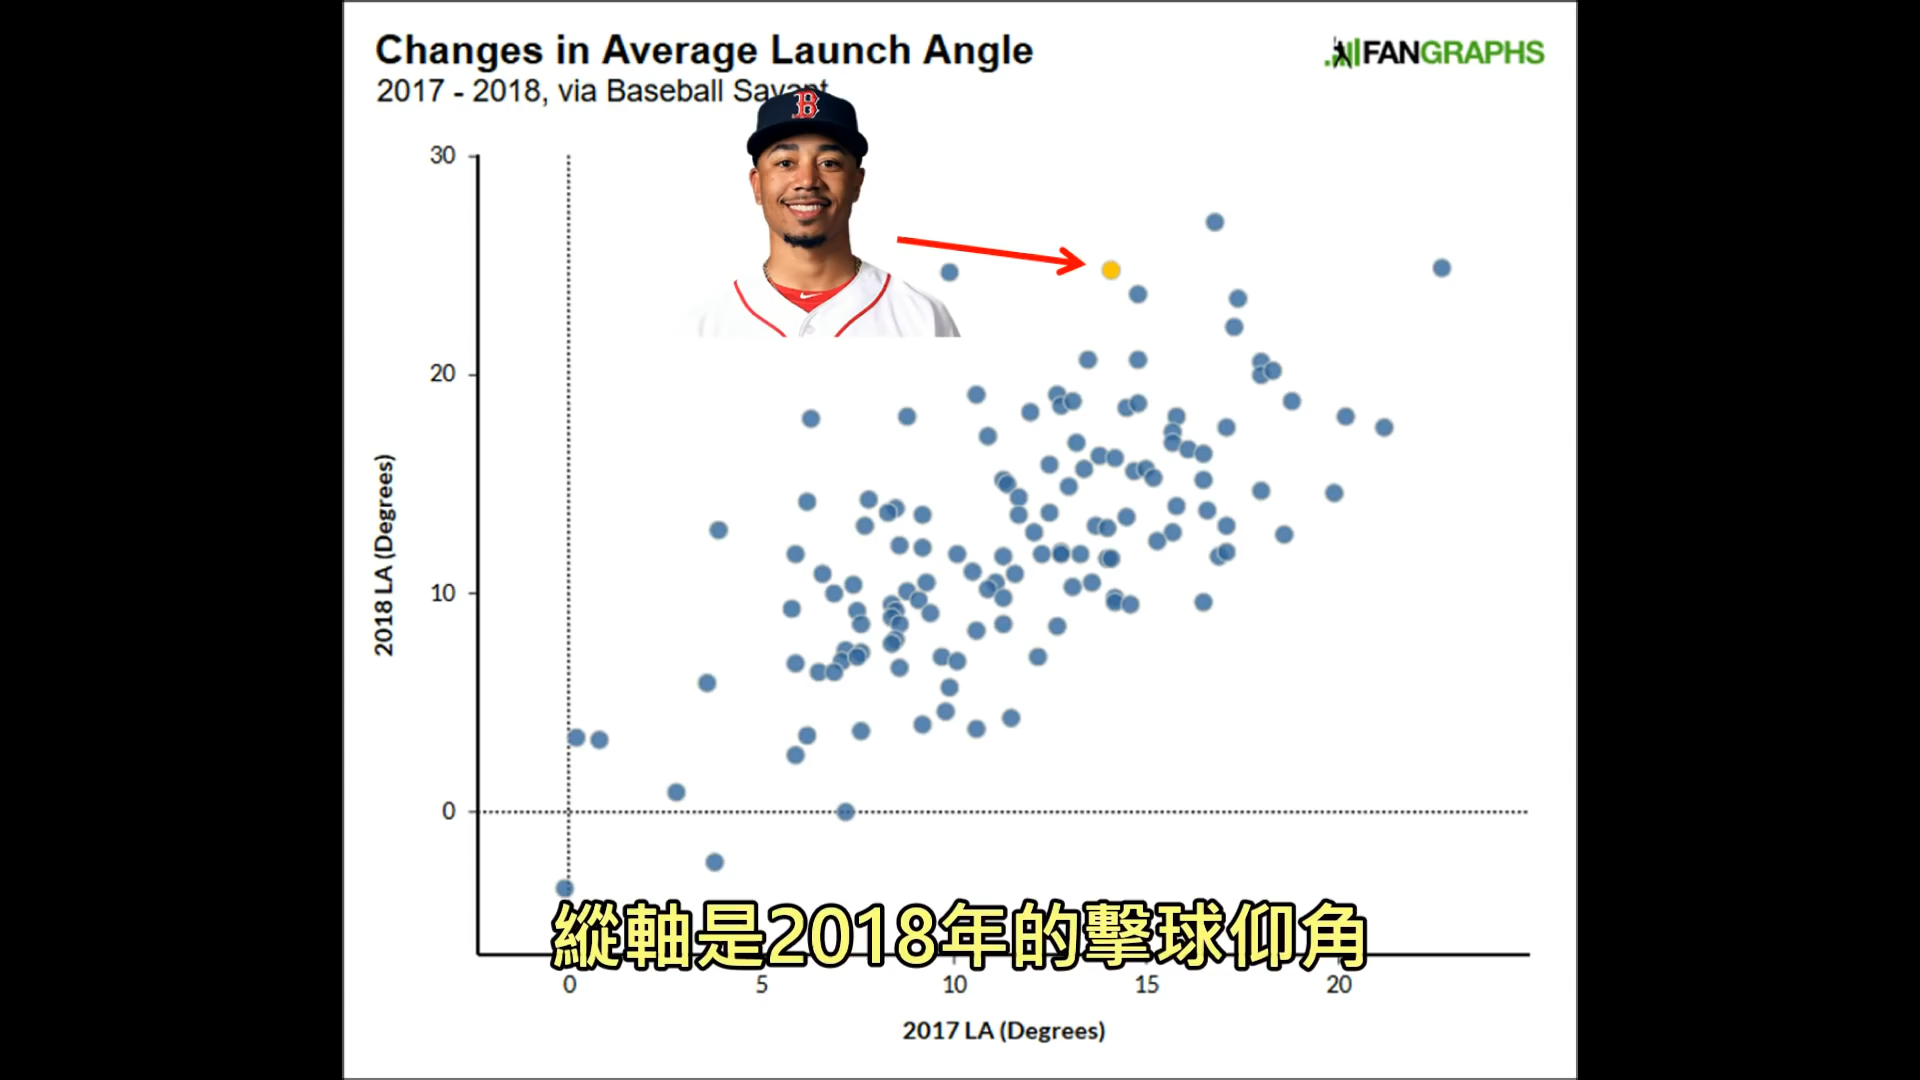 Changes in Average Launch Angle
FANGRAPHS
2017 - 2018, via Baseball Savant
B
30
20
10
0
2018 LA (Degrees)
縱軸是2018年的擊球仰角
0
5
10
15
20
2017 LA (Degrees)